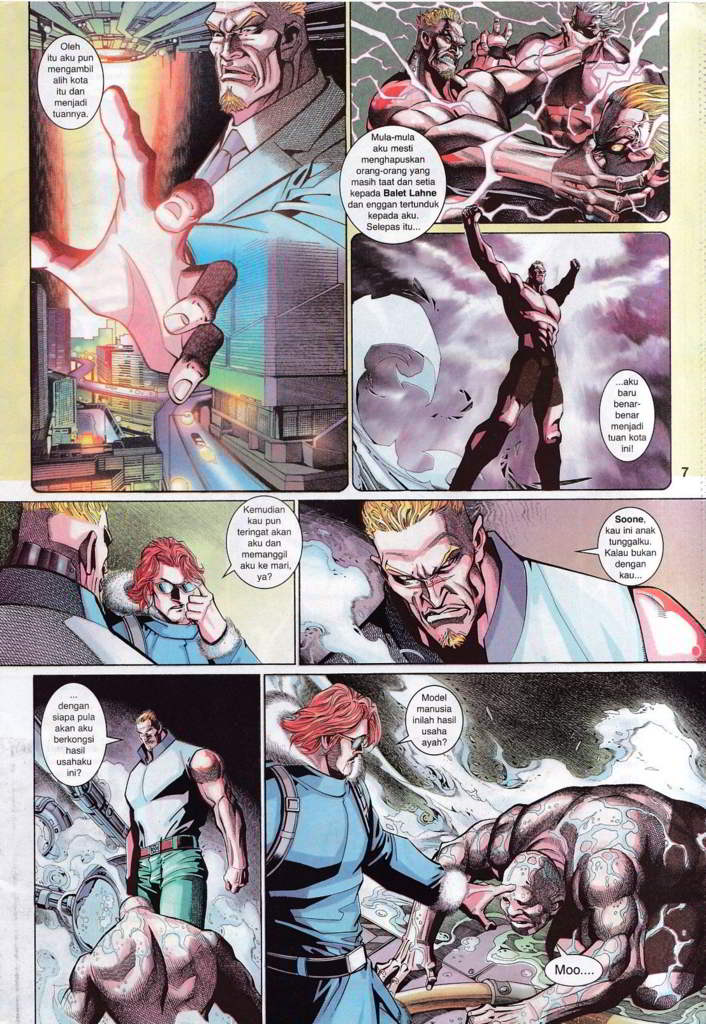 Oleh
itu aku pun
mengambil
alih kota
itu dan
menjadi
tuannya.
Mula-mula
aku mesti
menghapuskan
orang-orang yang
masih taat dan setia
kepada Balet Lahne
dan enggan tertunduk
kepada aku.
Selepas itu...
...aku
baru
benar-
benar
menjadi
tuan kota
ini!
7
Kemudian
kau pun
teringat akan
aku dan
memanggil
aku ke mari,
ya?
Soone,
kau ini anak
tunggalku.
Kalau bukan
dengan
kau...
...
dengan
siapa pula
akan aku
berkongsi
hasil
usahaku
ini?
Model
manusia
inilah hasil
usaha
ayah?
Moo....